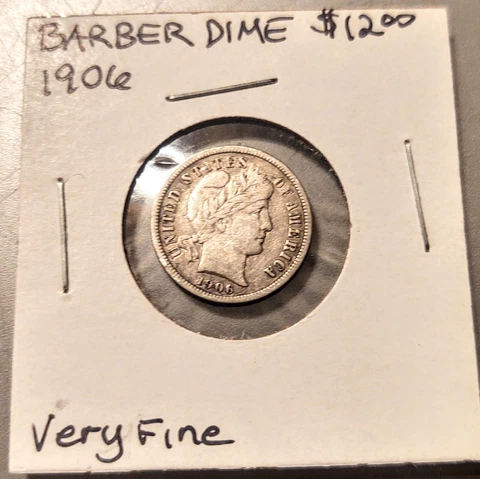 BARBER DIME $12.00
1906
UNITED STATES OF AMERICA
1906
Very Fine